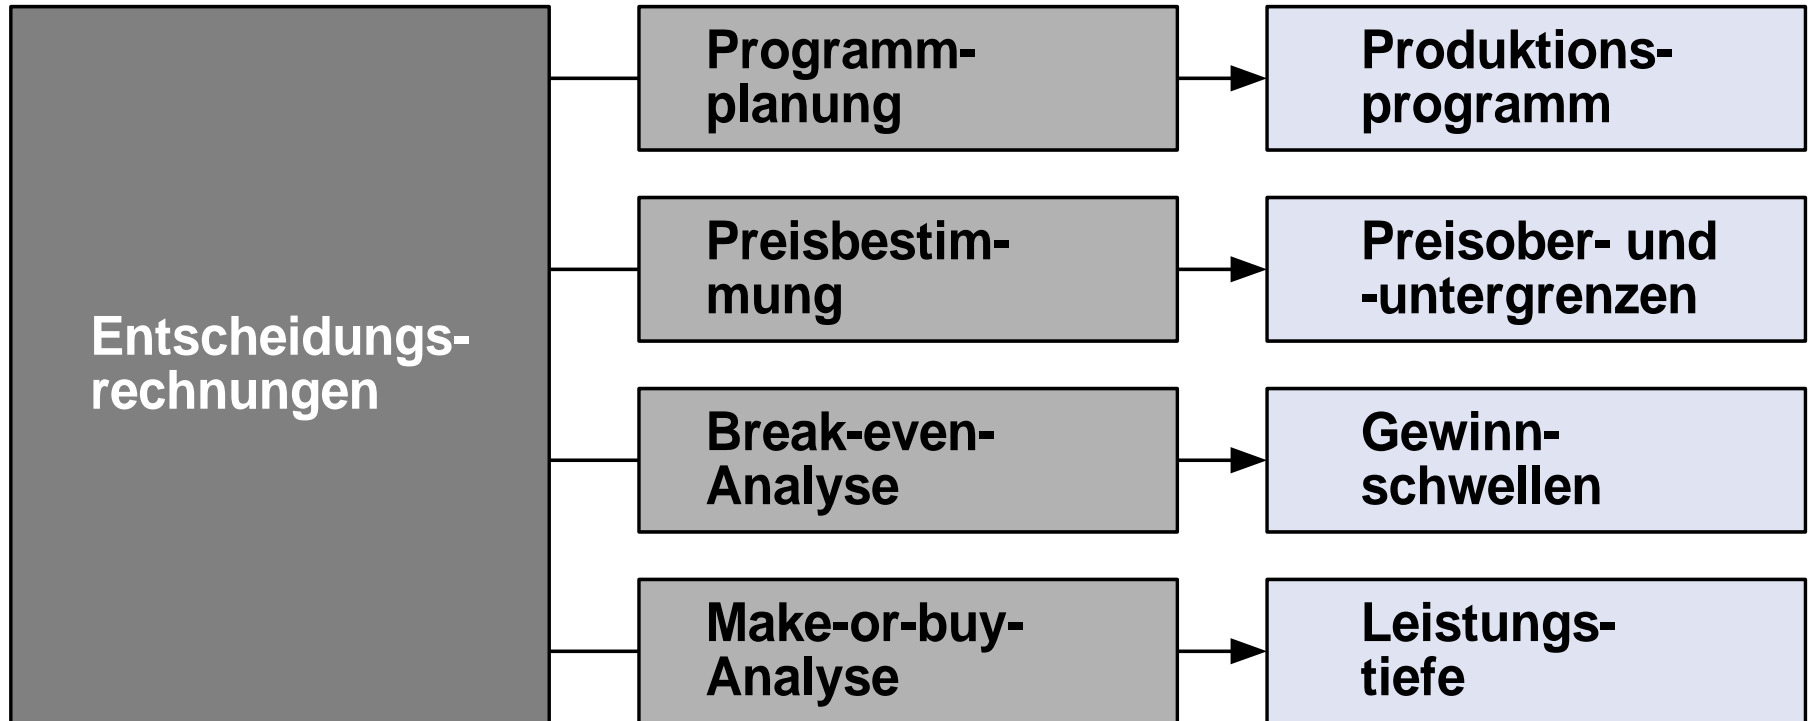 Entscheidungs-
rechnungen
Programm-
planung
Produktions-
programm
Preisbestim-
mung
Preisober- und
-untergrenzen
Break-even-
Analyse
Gewinn-
schwellen
Make-or-buy-
Analyse
Leistungs-
tiefe